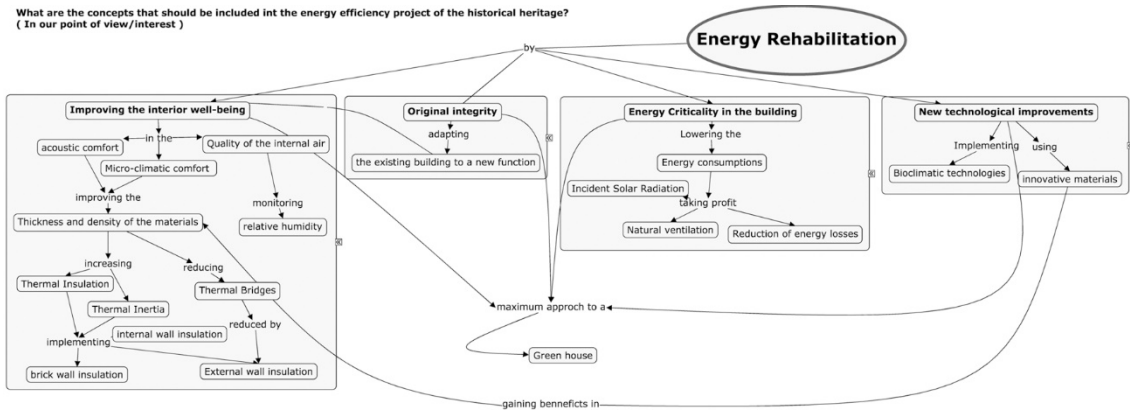 What are the concepts that should be included int the energy efficiency project of the historical heritage?
( In our point of view/interest )
Energy Rehabilitation
by
Improving the interior well-being
in the
acoustic comfort
Quality of the internal air
Micro-climatic comfort
improving the
monitoring
Thickness and density of the materials
relative humidity
increasing
reducing
Thermal Insulation
Thermal Bridges
Thermal Inertia
reduced by
internal wall insulation
implementing
brick wall insulation
External wall insulation
Original integrity
adapting
the existing building to a new function
Energy Criticality in the building
Lowering the
Energy consumptions
Incident Solar Radiation
taking profit
Natural ventilation
Reduction of energy losses
New technological improvements
Implementing
using
Bioclimatic technologies
innovative materials
maximum approch to a
Green house
gaining benneficts in